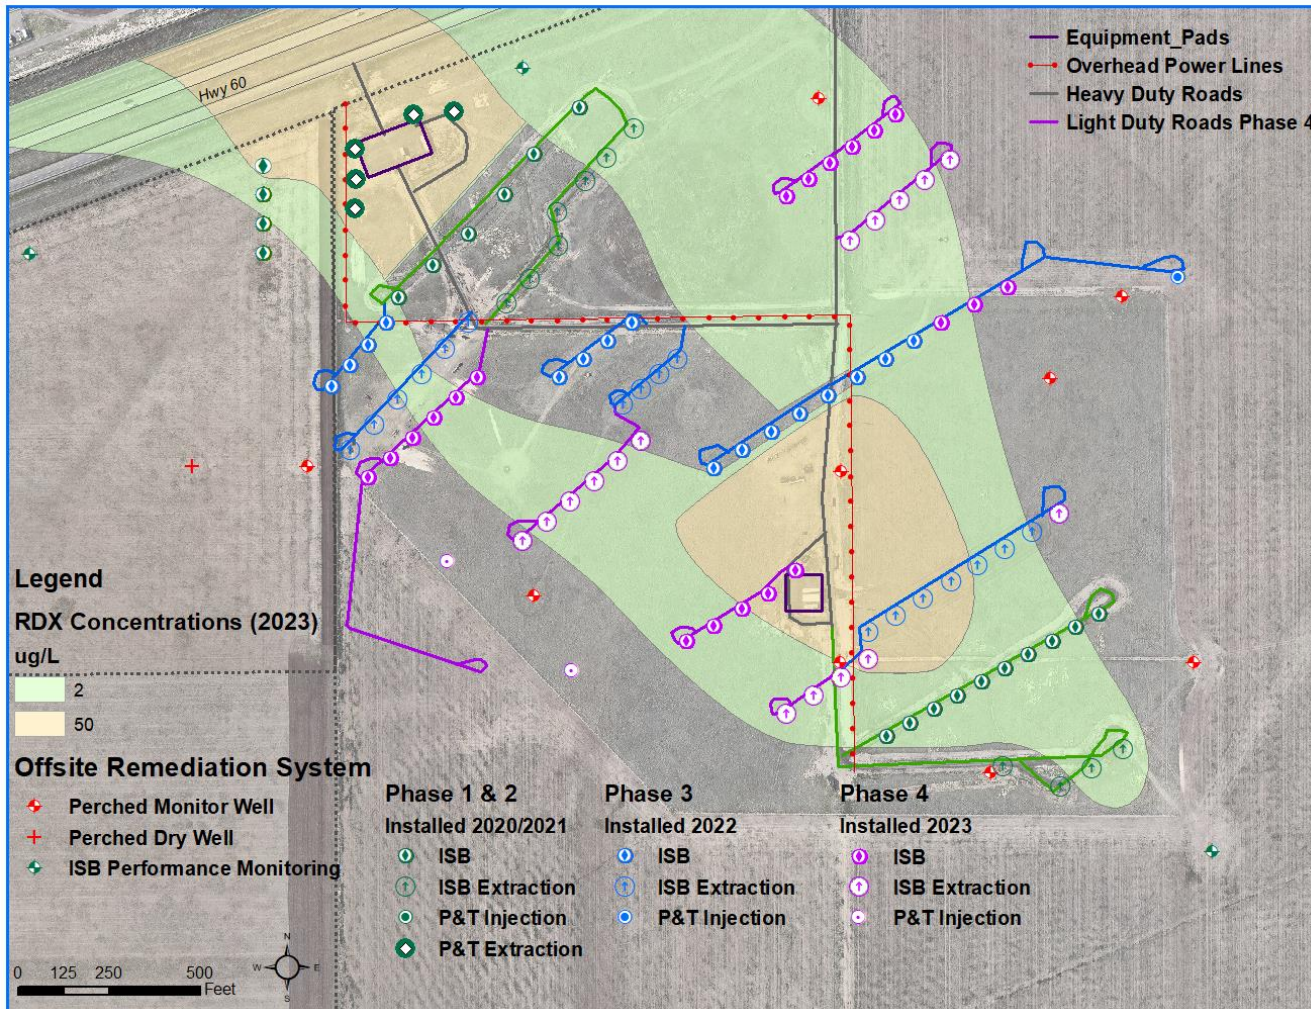 Hwy 60
Equipment_Pads
Overhead Power Lines
Heavy Duty Roads
Light Duty Roads Phase 4
Legend
RDX Concentrations (2023)
ug/L
2
50
Offsite Remediation System
Perched Monitor Well
Perched Dry Well
ISB Performance Monitoring
Phase 1 & 2
Installed 2020/2021
ISB
ISB Extraction
P&T Injection
P&T Extraction
Phase 3
Installed 2022
ISB
ISB Extraction
P&T Injection
Phase 4
Installed 2023
ISB
ISB Extraction
P&T Injection
N
W E
S
0 125 250 500
Feet